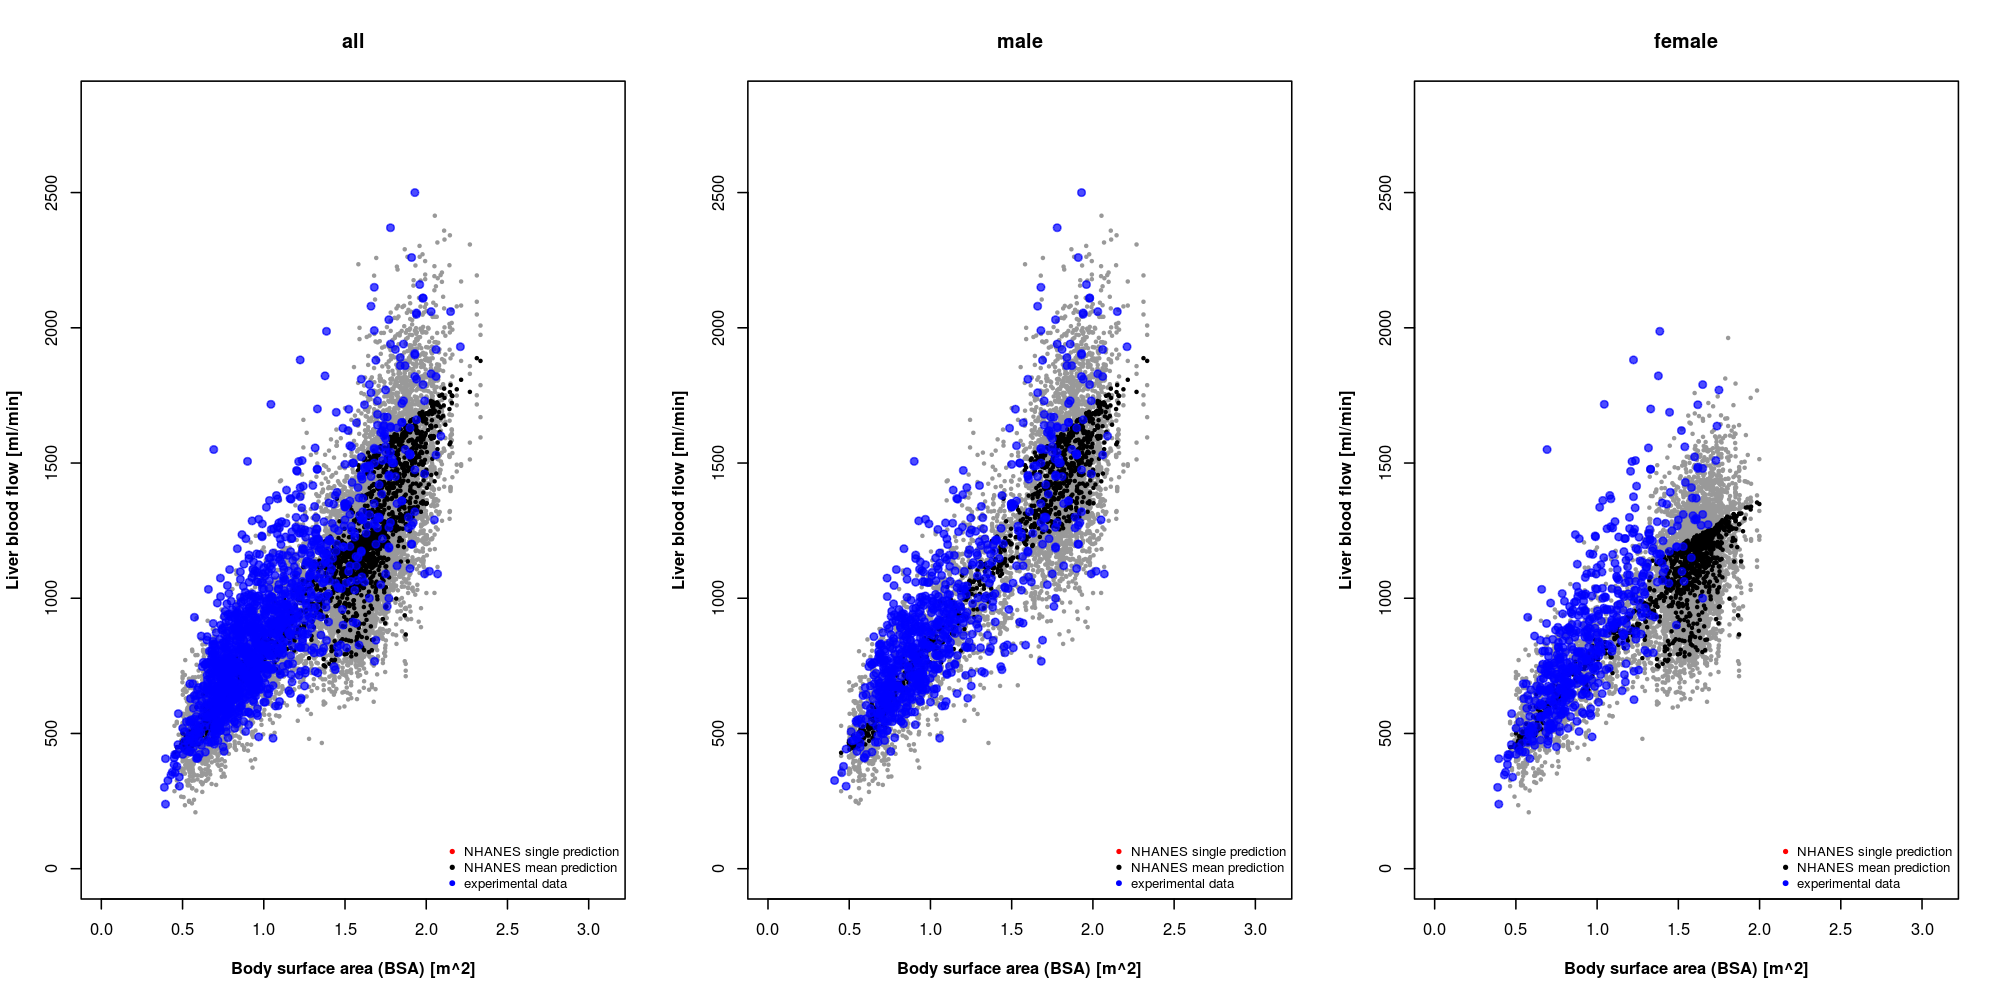 all
Liver blood flow [ml/min]
2500
2000
1500
1000
500
0
NHANES single prediction
NHANES mean prediction
experimental data
0.0 0.5 1.0 1.5 2.0 2.5 3.0
Body surface area (BSA) [m^2]
male
Liver blood flow [ml/min]
2500
2000
1500
1000
500
0
NHANES single prediction
NHANES mean prediction
experimental data
0.0 0.5 1.0 1.5 2.0 2.5 3.0
Body surface area (BSA) [m^2]
female
Liver blood flow [ml/min]
2500
2000
1500
1000
500
0
NHANES single prediction
NHANES mean prediction
experimental data
0.0 0.5 1.0 1.5 2.0 2.5 3.0
Body surface area (BSA) [m^2]